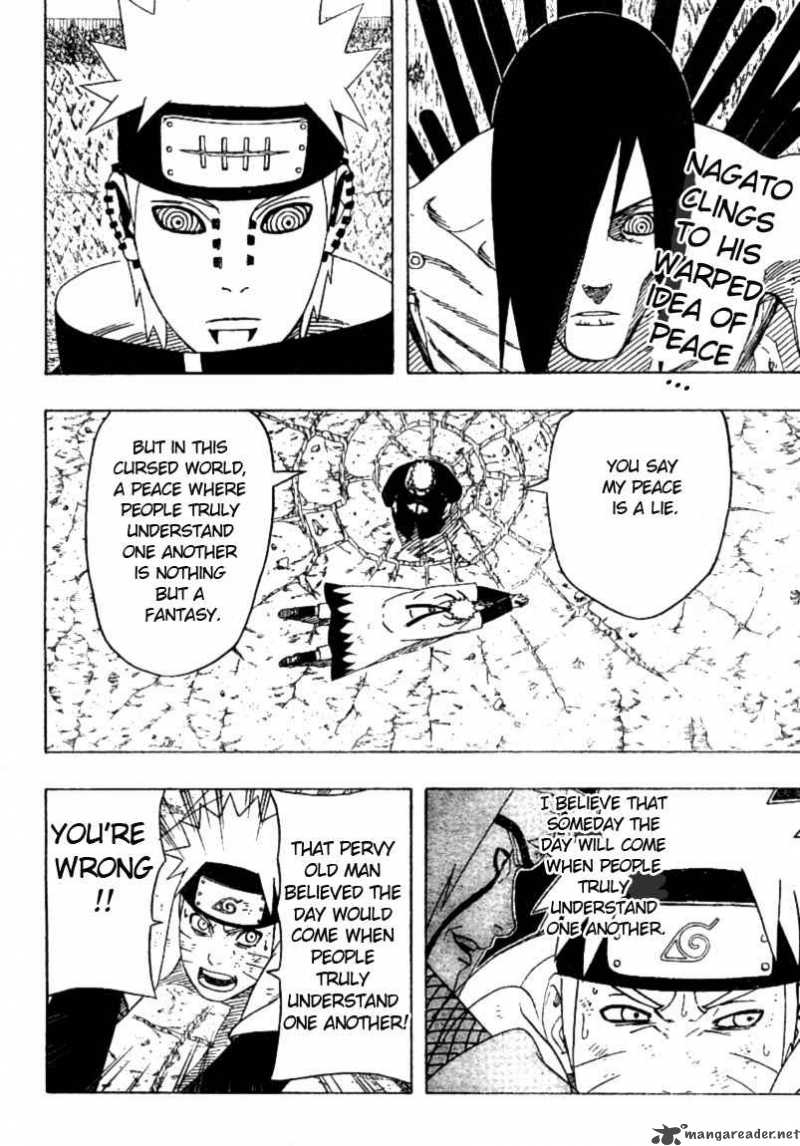 NAGATO
CLINGS
TO HIS
WARPED
IDEA OF
PEACE
...
YOU SAY
MY PEACE
IS A LIE.
BUT IN THIS
CURSED WORLD,
A PEACE WHERE
PEOPLE TRULY
UNDERSTAND
ONE ANOTHER
IS NOTHING
BUT A
FANTASY.
I BELIEVE THAT
SOMEDAY THE
DAY WILL COME
WHEN PEOPLE
TRULY
UNDERSTAND
ONE ANOTHER.
THAT PERVY
OLD MAN
BELIEVED THE
DAY WOULD
COME WHEN
PEOPLE
TRULY
UNDERSTAND
ONE ANOTHER!
YOU'RE
WRONG
!!
mangareader.net